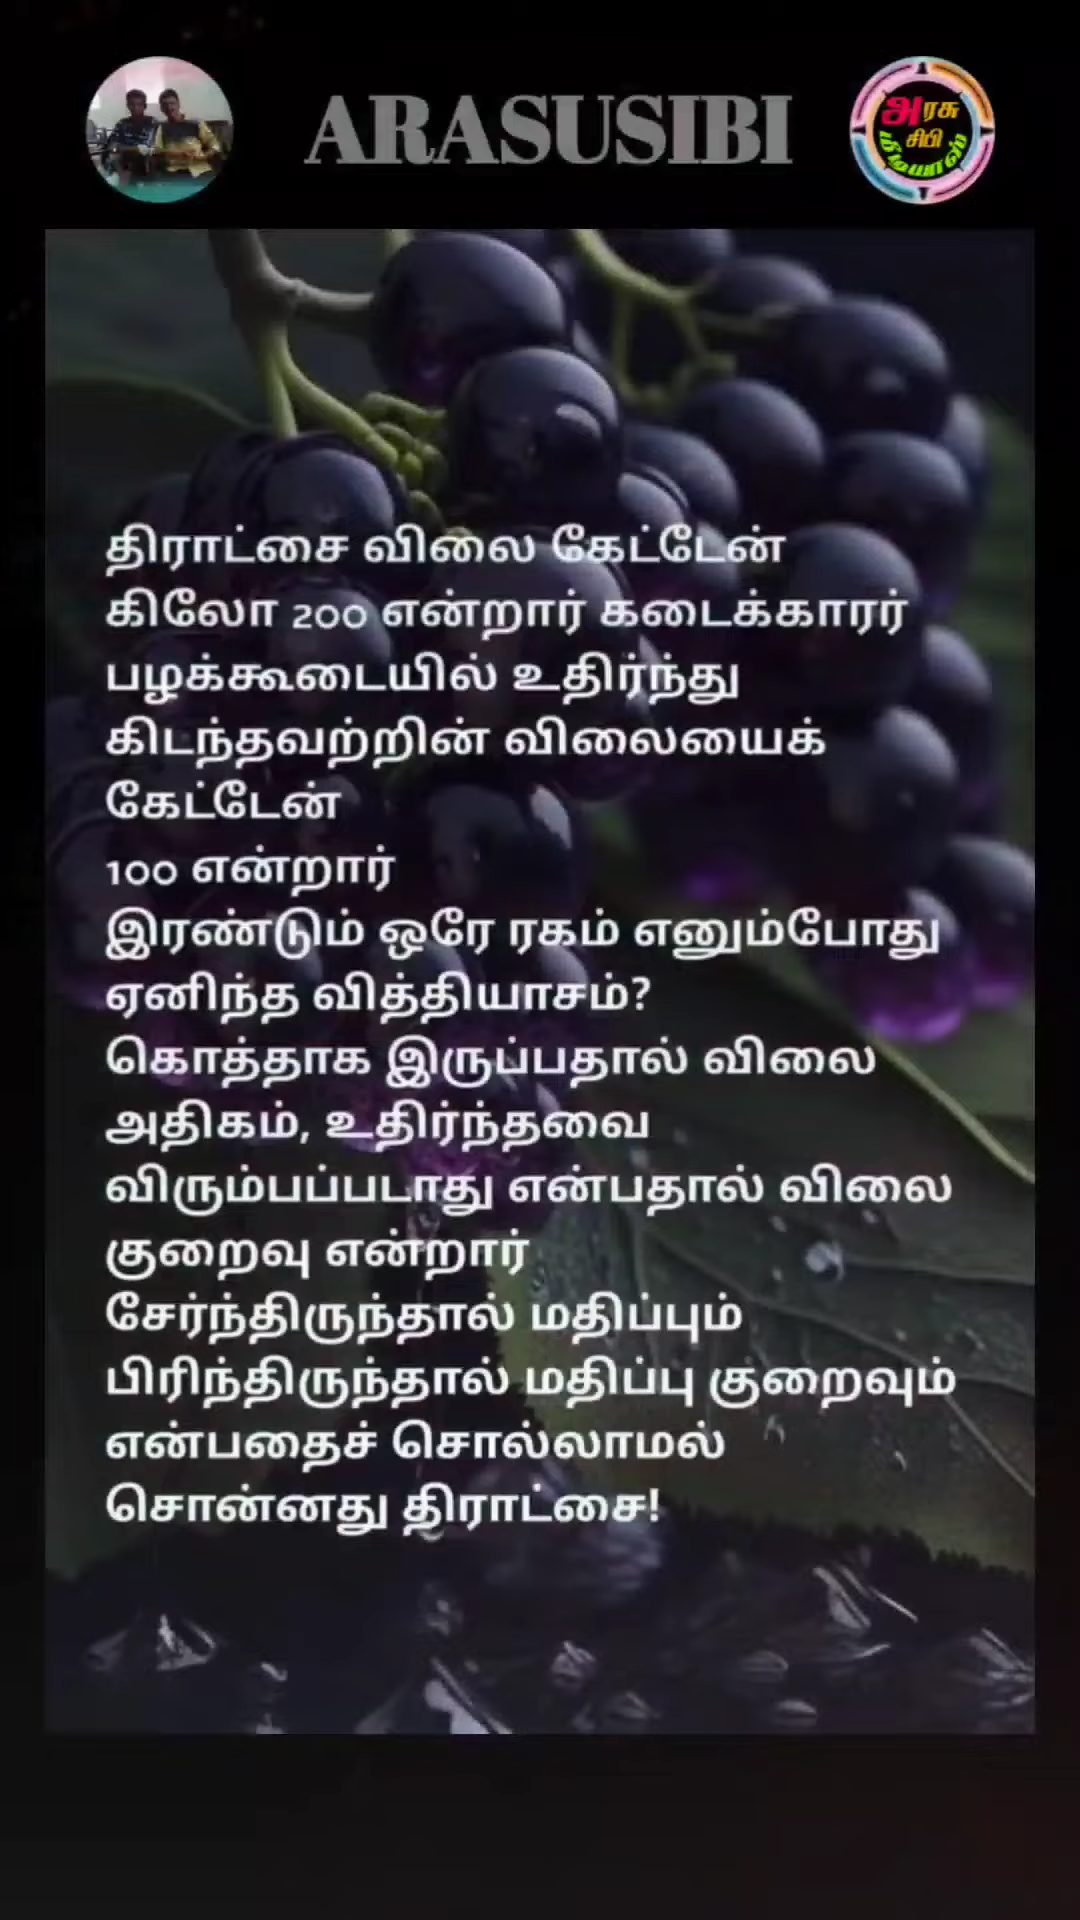 ARASUSIBI
அரசு
சிபி
மீடியாஸ்
திராட்சை விலை கேட்டேன்
கிலோ 200 என்றார் கடைக்காரர்
பழக்கூடையில் உதிர்ந்து
கிடந்தவற்றின் விலையைக்
கேட்டேன்
100 என்றார்
இரண்டும் ஒரே ரகம் எனும்போது
ஏனிந்த வித்தியாசம்?
கொத்தாக இருப்பதால் விலை
அதிகம், உதிர்ந்தவை
விரும்பப்படாது என்பதால் விலை
குறைவு என்றார்
சேர்ந்திருந்தால் மதிப்பும்
பிரிந்திருந்தால் மதிப்பு குறைவும்
என்பதைச் சொல்லாமல்
சொன்னது திராட்சை!